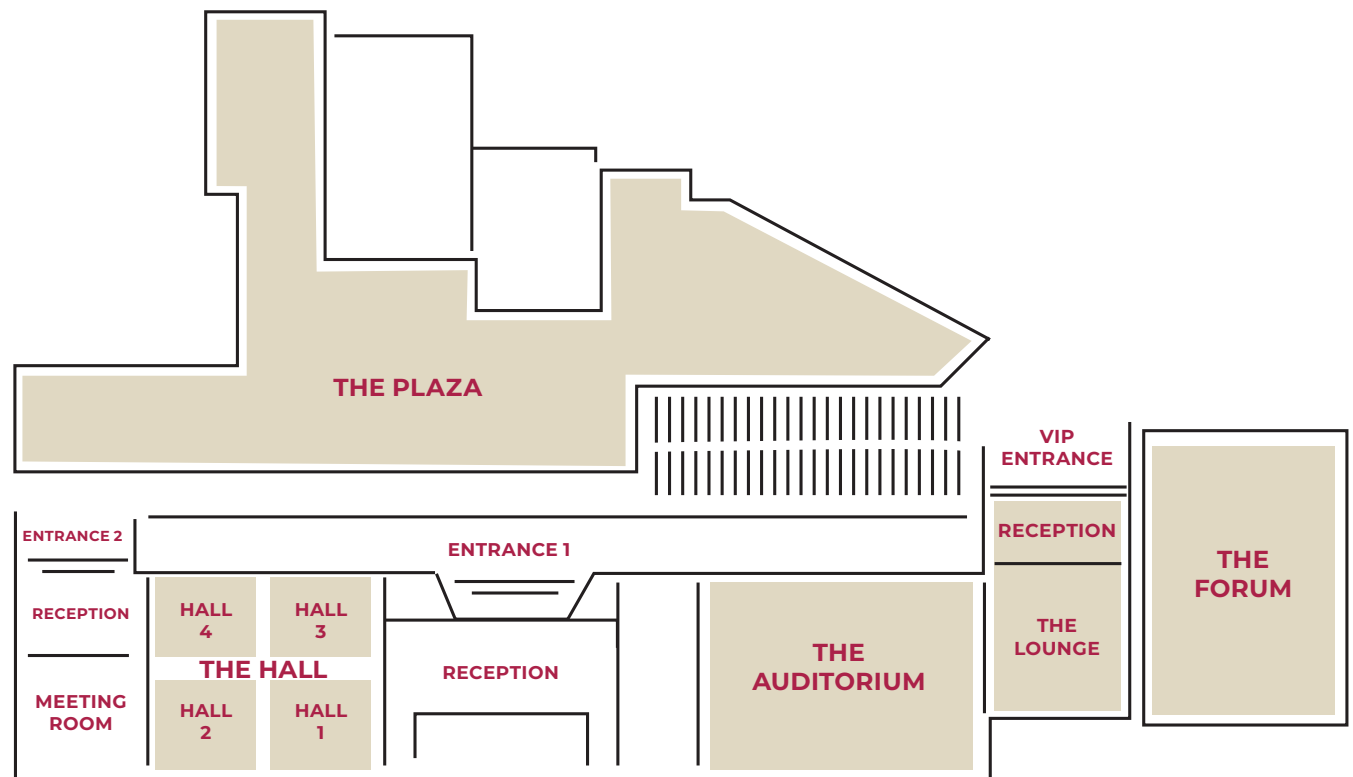 THE PLAZA
VIP
ENTRANCE
ENTRANCE 2
ENTRANCE 1
RECEPTION
THE
FORUM
RECEPTION
HALL
4
HALL
3
THE
LOUNGE
THE HALL
RECEPTION
THE
AUDITORIUM
MEETING
ROOM
HALL
2
HALL
1